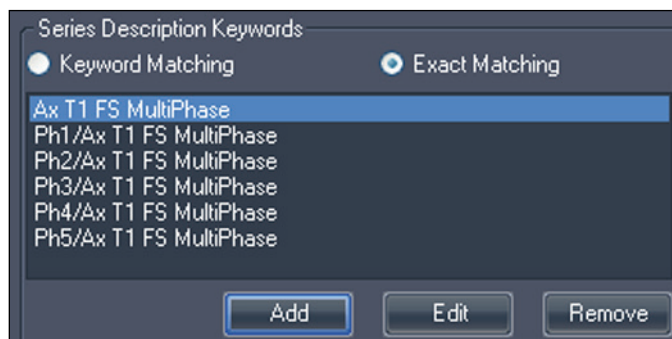 Series Description Keywords
Keyword Matching Exact Matching
Ax T1 FS MultiPhase
Ph1/Ax T1 FS MultiPhase
Ph2/Ax T1 FS MultiPhase
Ph3/Ax T1 FS MultiPhase
Ph4/Ax T1 FS MultiPhase
Ph5/Ax T1 FS MultiPhase
Add Edit Remove